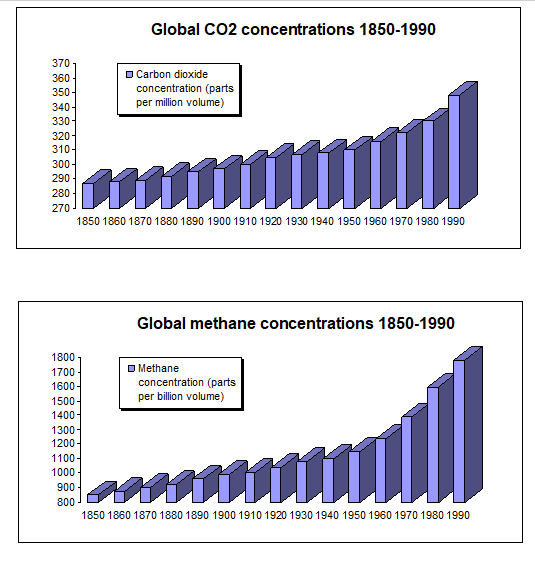 Global CO2 concentrations 1850-1990
370
360
350
340
330
320
310
300
290
280
270
Carbon dioxide
concentration (parts
per million volume)
1850 1860 1870 1880 1890 1900 1910 1920 1930 1940 1950 1960 1970 1980 1990
Global methane concentrations 1850-1990
1800
1700
1600
1500
1400
1300
1200
1100
1000
900
800
Methane
concentration (parts
per billion volume)
1850 1860 1870 1880 1890 1900 1910 1920 1930 1940 1950 1960 1970 1980 1990